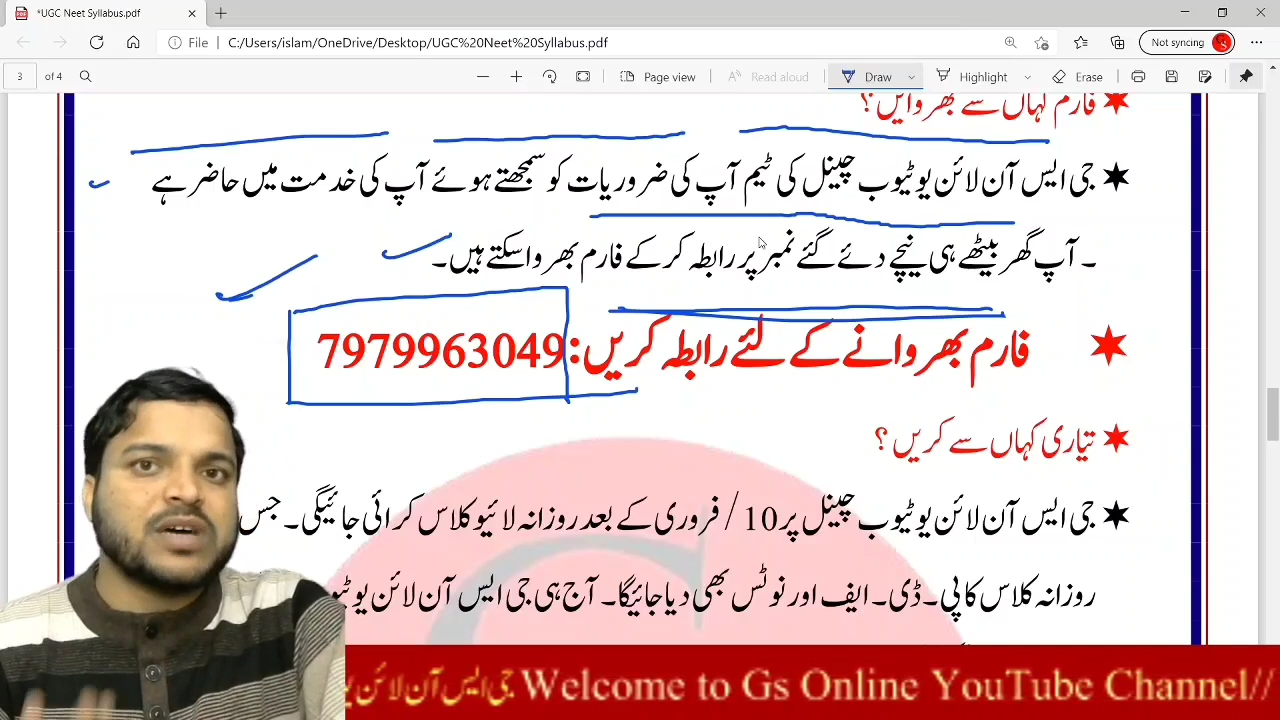 *UGC Neet Syllabus.pdf
File C:/Users/islam/OneDrive/Desktop/UGC%20Neet%20Syllabus.pdf Not syncing
3 of 4 Page view Read aloud Draw Highlight Erase
فارم کہاں سے بھروایں؟
جی ایس آن لائن یوٹیوب چینل کی ٹیم آپ کی ضروریات کو سمجھتے ہوئے آپ کی خدمت میں حاضر ہے
۔ آپ گھر بیٹھے ہی نیچے دئے گئے نمبر پر رابطہ کر کے فارم بھروا سکتے ہیں۔
فارم بھروانے کے لئے رابطہ کریں: 7979963049
تیاری کہاں سے کریں؟
جی ایس آن لائن یوٹیوب چینل پر 10/ فروری کے بعد روزانہ لائیو کلاس کرائی جائیگی۔ جس
روزانہ کلاس کا پی۔ ڈی۔ ایف اور نوٹس بھی دیا جائیگا۔ آج ہی جی ایس آن لائن
جی ایس آن لائن Welcome to Gs Online YouTube Channel//